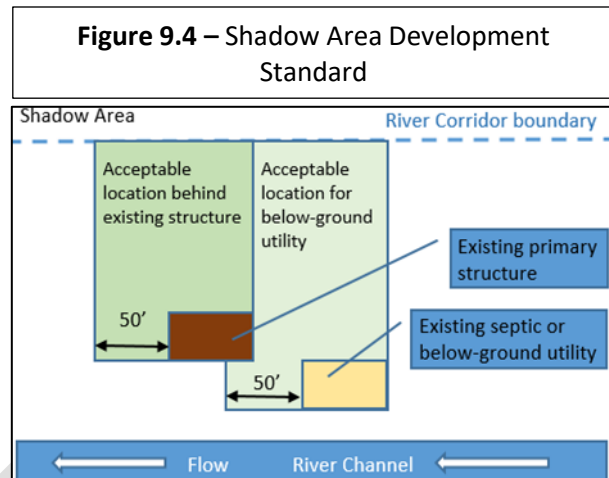 Figure 9.4 – Shadow Area Development
Standard
Shadow Area
River Corridor boundary
Acceptable
location behind
existing structure
Acceptable
location for
below-ground
utility
Existing primary
structure
50’
Existing septic or
below-ground utility
50’
Flow
River Channel